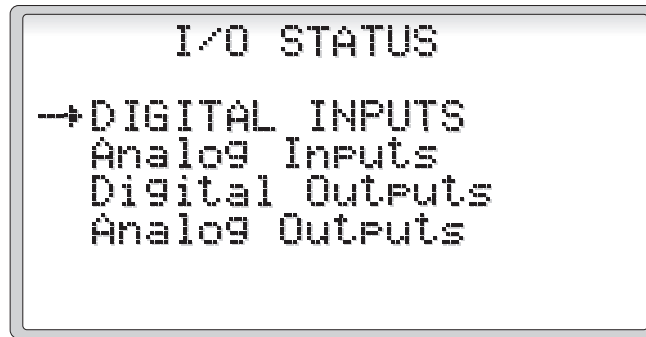 I/O STATUS
→DIGITAL INPUTS
Analog Inputs
Digital Outputs
Analog Outputs